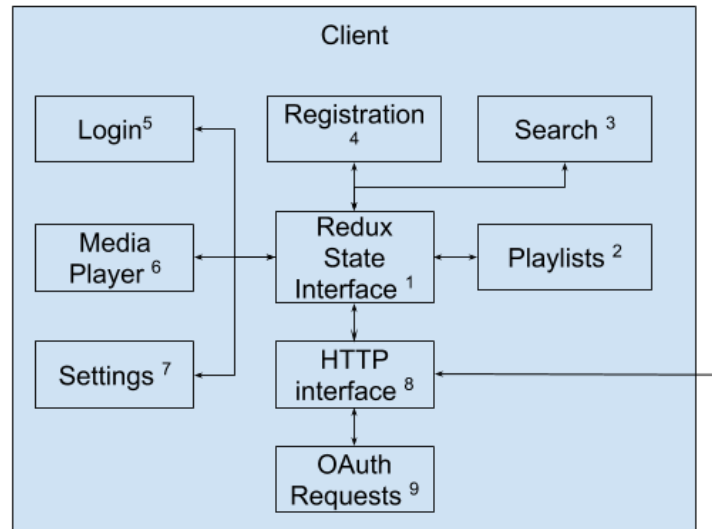 Client
Login⁵
Registration
4
Search ³
Media
Player ⁶
Redux
State
Interface ¹
Playlists ²
Settings ⁷
HTTP
interface ⁸
OAuth
Requests ⁹